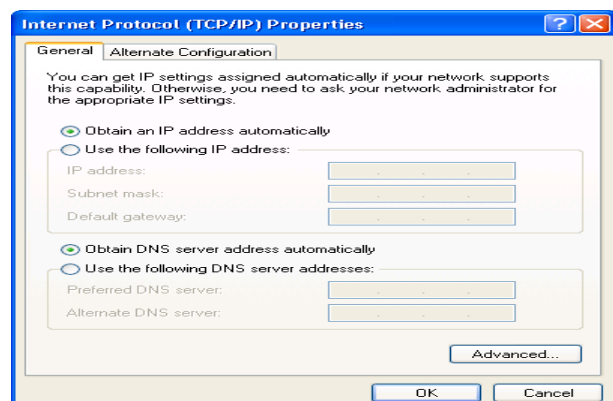 Internet Protocol (TCP/IP) Properties
General
Alternate Configuration
You can get IP settings assigned automatically if your network supports
this capability. Otherwise, you need to ask your network administrator for
the appropriate IP settings.
Obtain an IP address automatically
Use the following IP address:
IP address:
Subnet mask:
Default gateway:
Obtain DNS server address automatically
Use the following DNS server addresses:
Preferred DNS server:
Alternate DNS server:
Advanced...
OK
Cancel